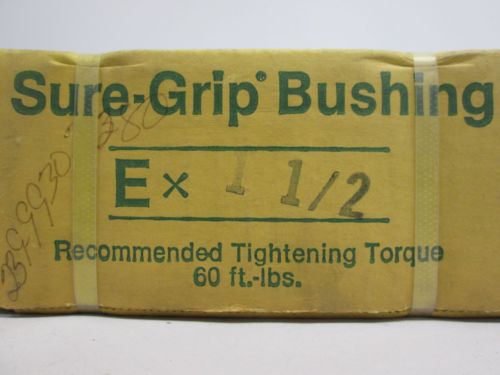 Sure-Grip® Bushing
E x 1 1/2
Recommended Tightening Torque
60 ft.-lbs.